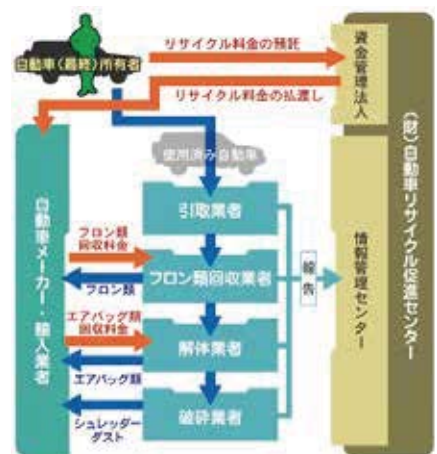 自動車(最終)所有者
リサイクル料金の預託
リサイクル料金の払渡し
資金管理法人
(財)自動車リサイクル促進センター
使用済み自動車
引取業者
自動車メーカー・輸入業者
フロン類
回収料金
フロン類回収業者
フロン類
報告
情報管理センター
エアバッグ類
回収料金
解体業者
エアバッグ類
シュレッダー
ダスト
破砕業者